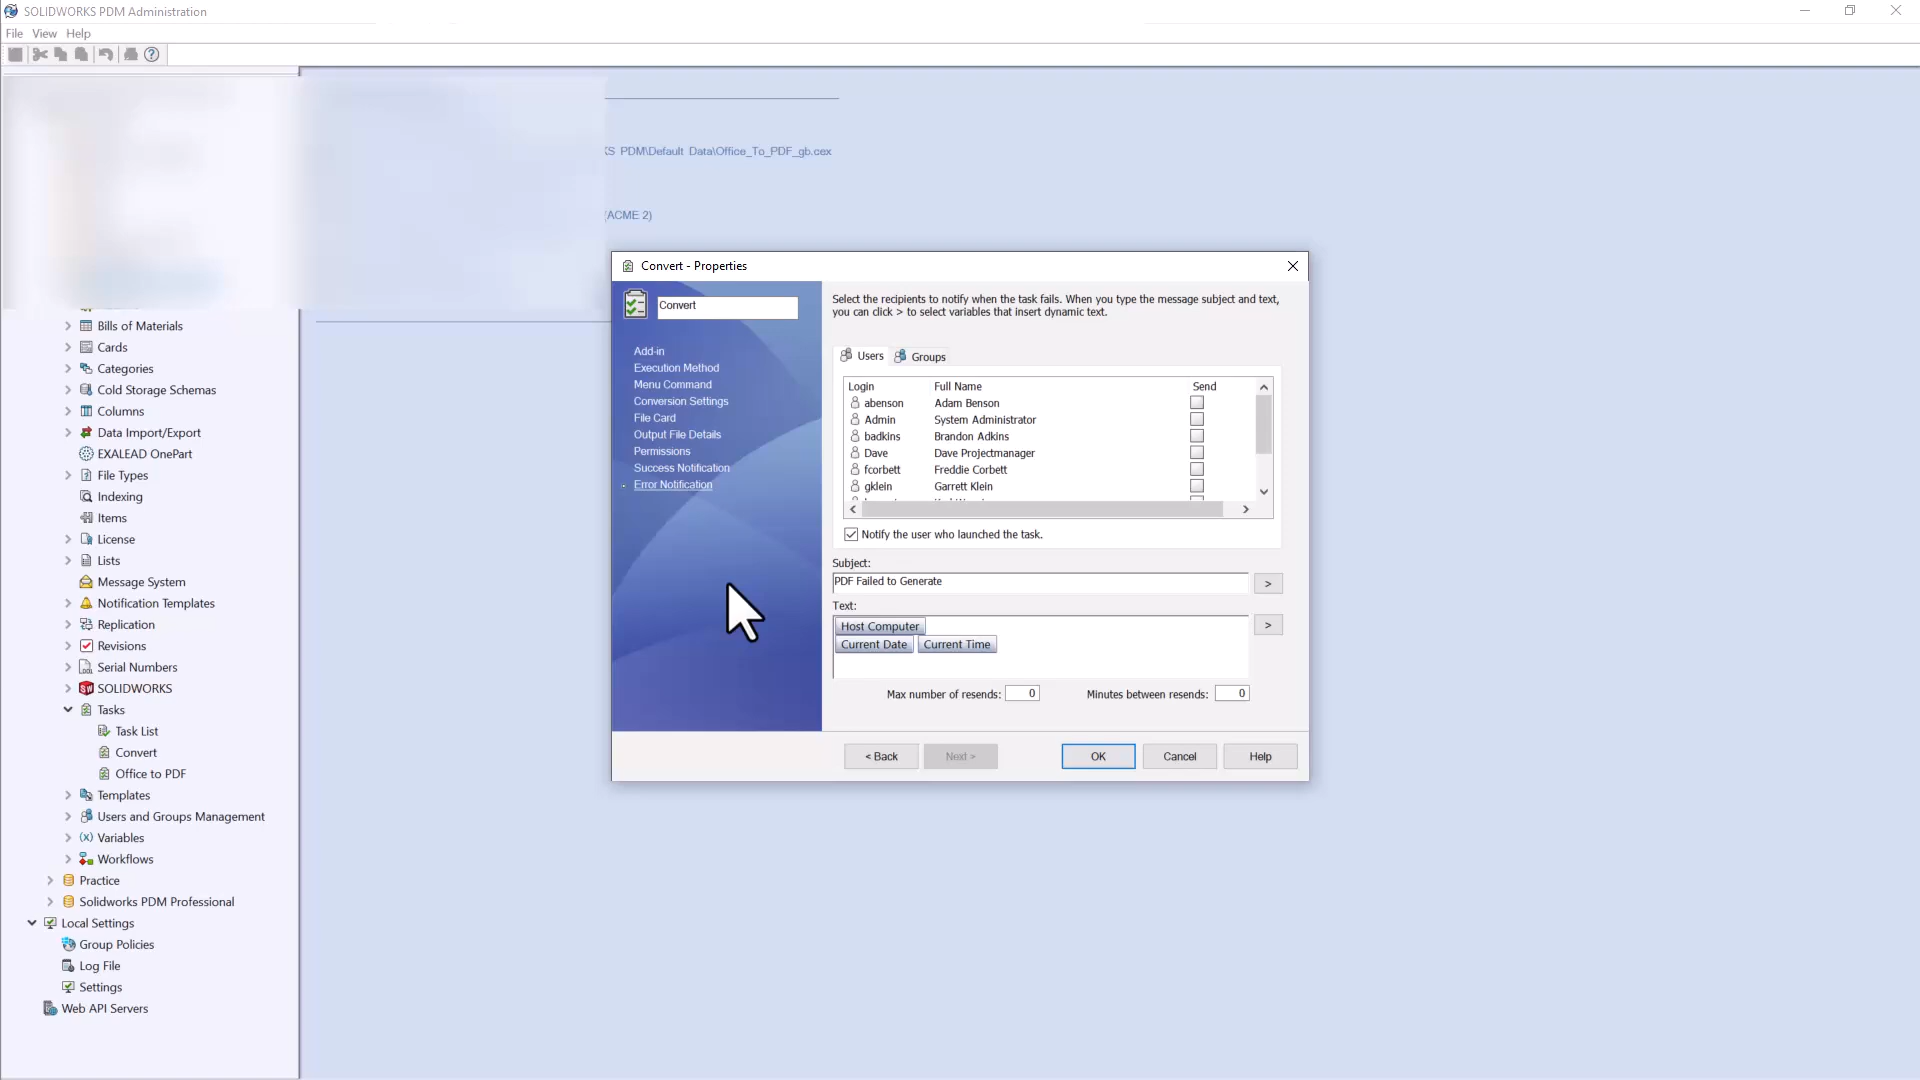 SOLIDWORKS PDM Administration
File View Help
KS PDM\Default Data\Office_To_PDF_gb.cex
(ACME 2)
Bills of Materials
Cards
Categories
Cold Storage Schemas
Columns
Data Import/Export
EXALEAD OnePart
File Types
Indexing
Items
License
Lists
Message System
Notification Templates
Replication
Revisions
Serial Numbers
SOLIDWORKS
Tasks
Task List
Convert
Office to PDF
Templates
Users and Groups Management
Variables
Workflows
Practice
Solidworks PDM Professional
Local Settings
Group Policies
Log File
Settings
Web API Servers
Convert - Properties
Convert
Add-in
Execution Method
Menu Command
Conversion Settings
File Card
Output File Details
Permissions
Success Notification
Error Notification
Select the recipients to notify when the task fails. When you type the message subject and text,
you can click > to select variables that insert dynamic text.
Users Groups
Login Full Name Send
abenson Adam Benson
Admin System Administrator
badkins Brandon Adkins
Dave Dave Projectmanager
fcorbett Freddie Corbett
gklein Garrett Klein
Notify the user who launched the task.
Subject:
PDF Failed to Generate >
Text:
Host Computer >
Current Date Current Time
Max number of resends: 0 Minutes between resends: 0
< Back Next > OK Cancel Help